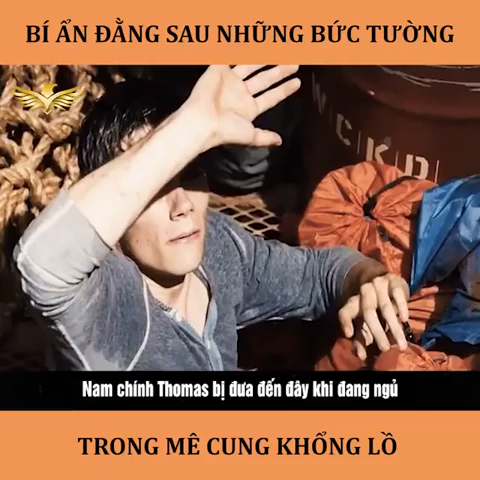 BÍ ẨN ĐẰNG SAU NHỮNG BỨC TƯỜNG
W|C|K|D|
Nam chính Thomas bị đưa đến đây khi đang ngủ
TRONG MÊ CUNG KHỔNG LỒ